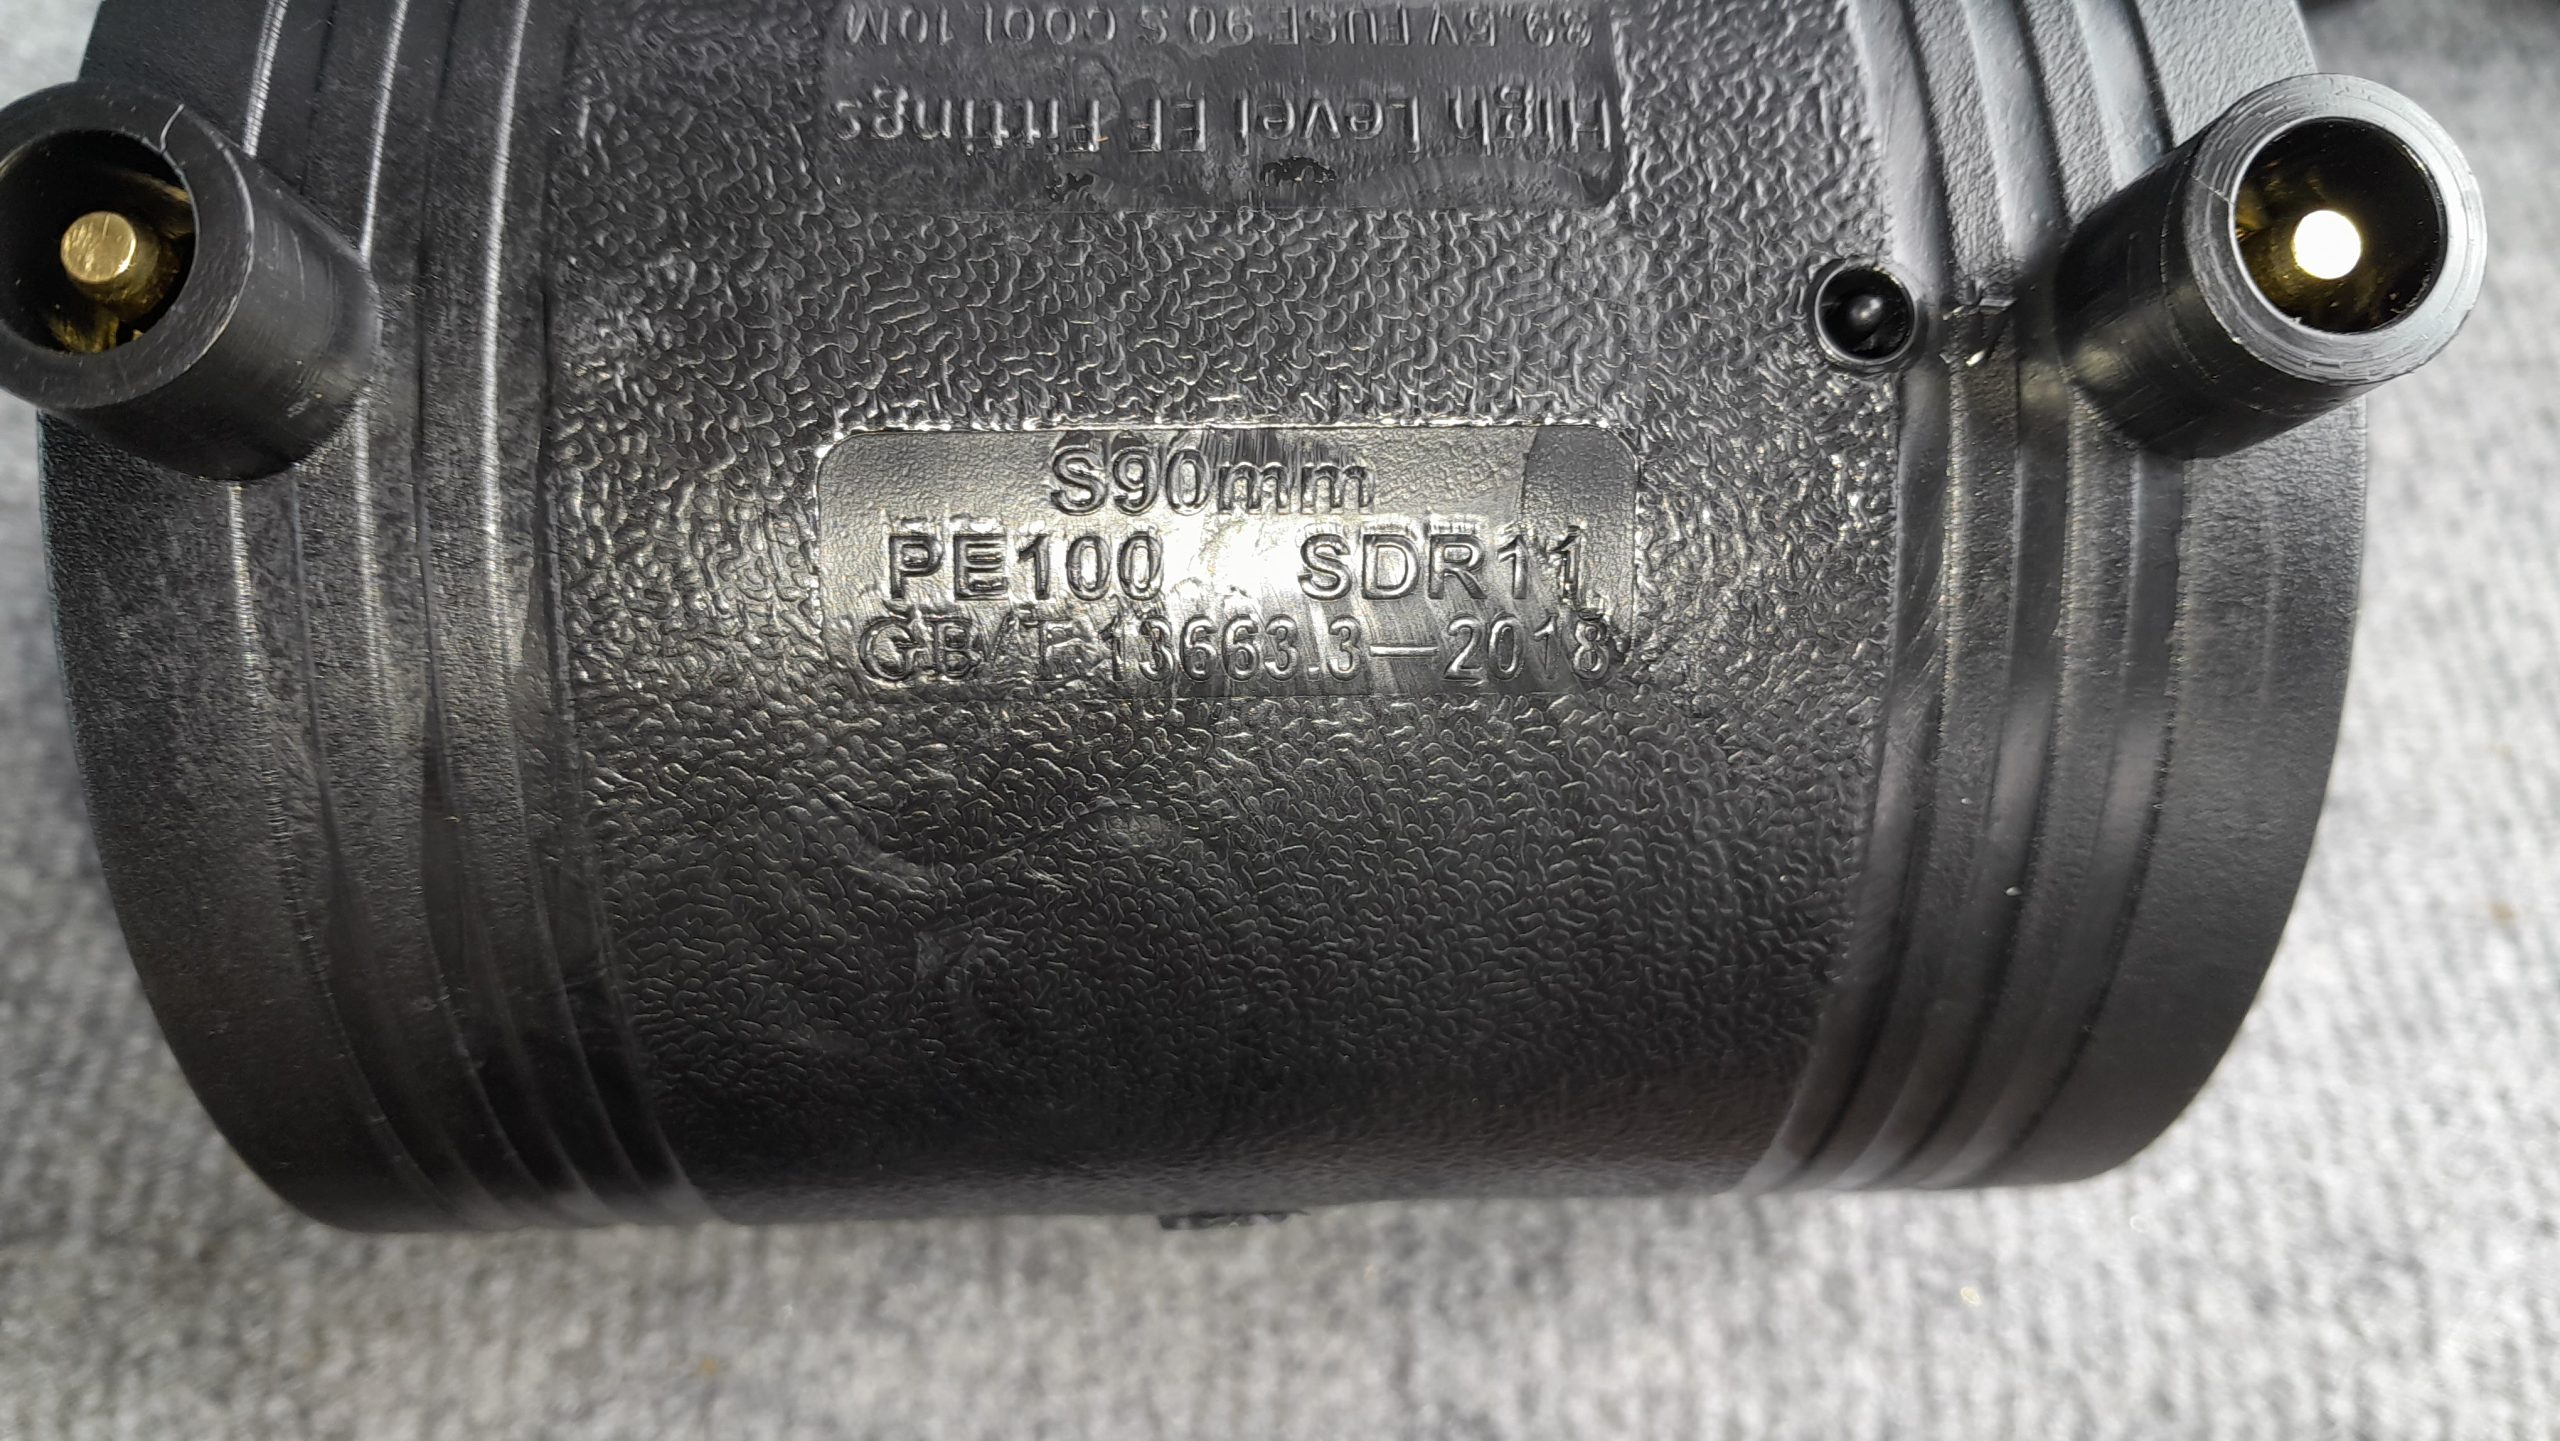 High Level EF Fittings
39.5V FUSE 90 S COOL 10M
S90mm
PE100 SDR11
GB/T 13663.3—2018